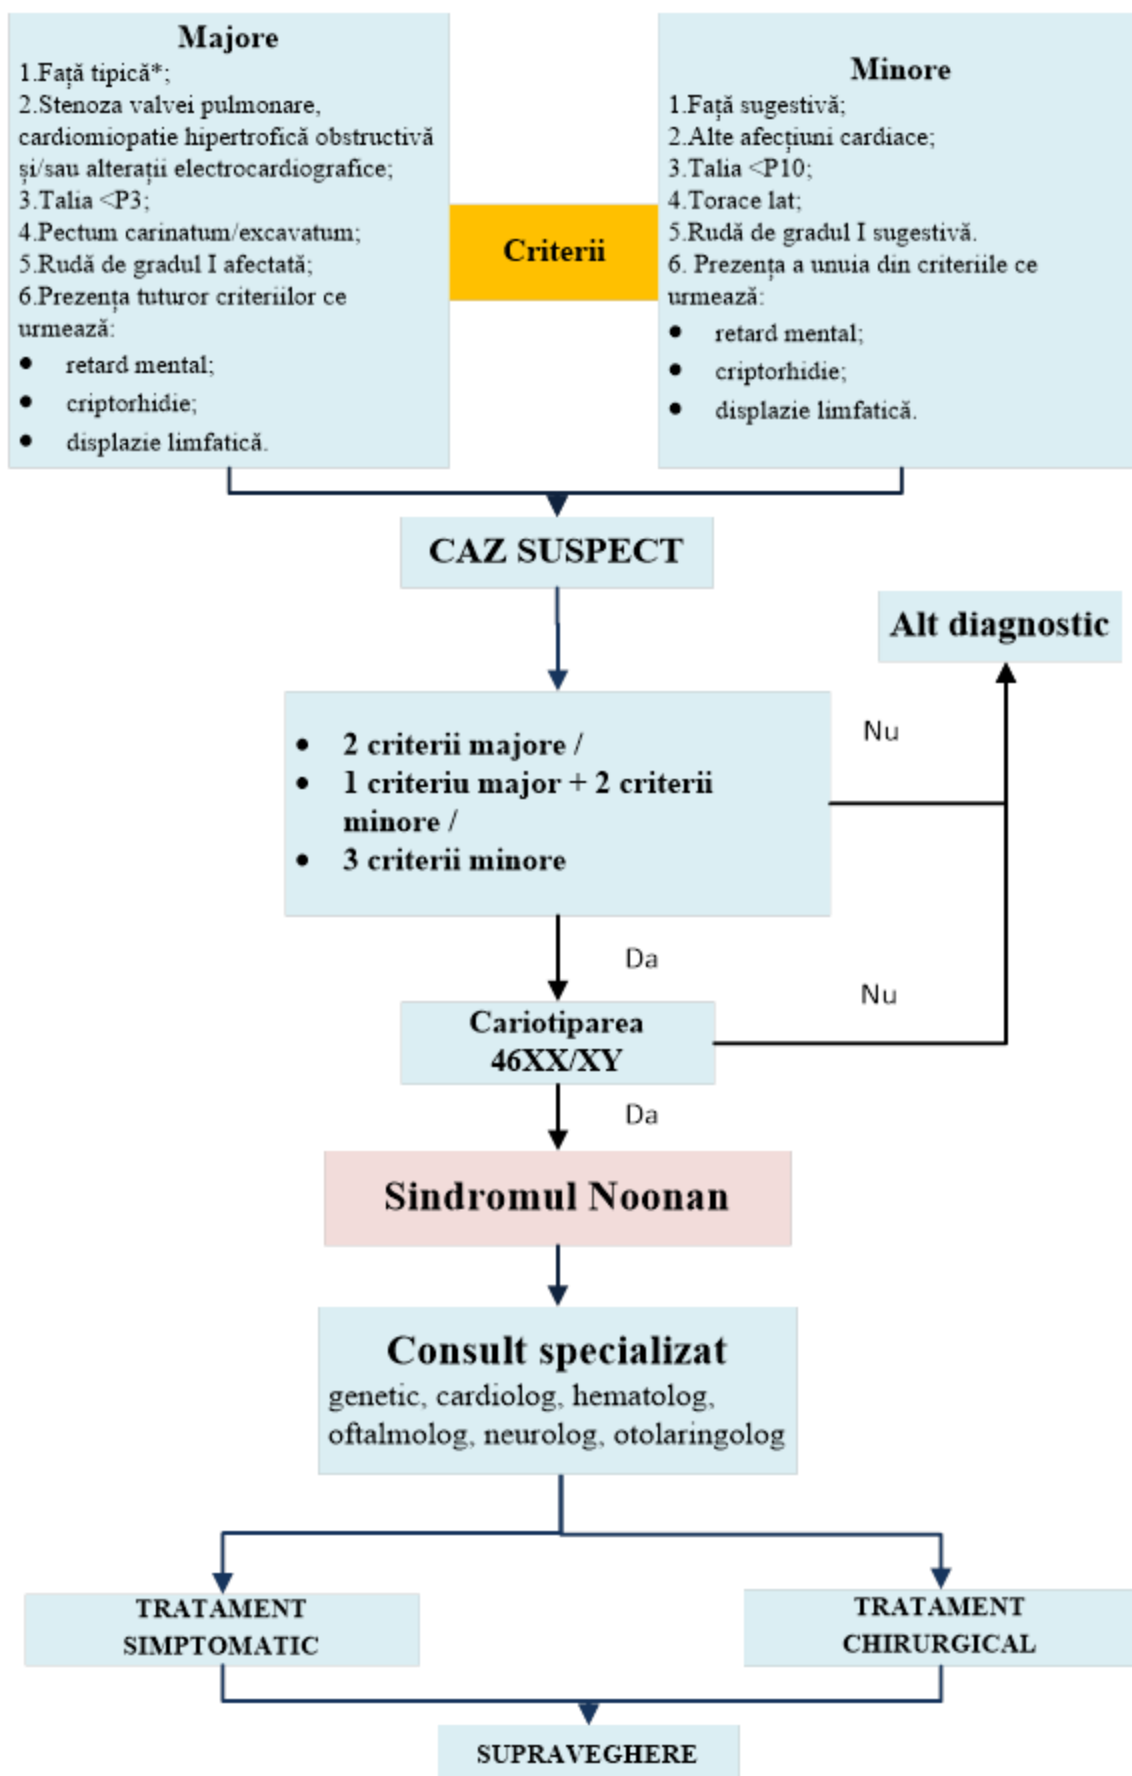 Majore
1.Față tipică*;
2.Stenoza valvei pulmonare,
cardiomiopatie hipertrofică obstructivă
și/sau alterații electrocardiografice;
3.Talia <P3;
4.Pectum carinatum/excavatum;
5.Rudă de gradul I afectată;
6.Prezența tuturor criteriilor ce
urmează:
• retard mental;
• criptorhidie;
• displazie limfatică.
Criterii
Minore
1.Față sugestivă;
2.Alte afecțiuni cardiace;
3.Talia <P10;
4.Torace lat;
5.Rudă de gradul I sugestivă.
6. Prezența a unuia din criteriile ce
urmează:
• retard mental;
• criptorhidie;
• displazie limfatică.
CAZ SUSPECT
Alt diagnostic
• 2 criterii majore /
• 1 criteriu major + 2 criterii
minore /
• 3 criterii minore
Nu
Da
Cariotiparea
46XX/XY
Nu
Da
Sindromul Noonan
Consult specializat
genetic, cardiolog, hematolog,
oftalmolog, neurolog, otolaringolog
TRATAMENT
SIMPTOMATIC
TRATAMENT
CHIRURGICAL
SUPRAVEGHERE